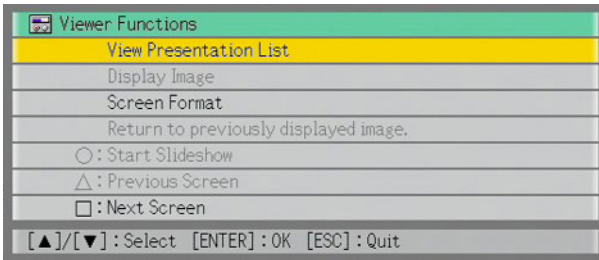 Viewer Functions
View Presentation List
Display Image
Screen Format
Return to previously displayed image.
○:Start Slideshow
△:Previous Screen
□:Next Screen
[▲]/[▼]:Select [ENTER]:OK [ESC]:Quit